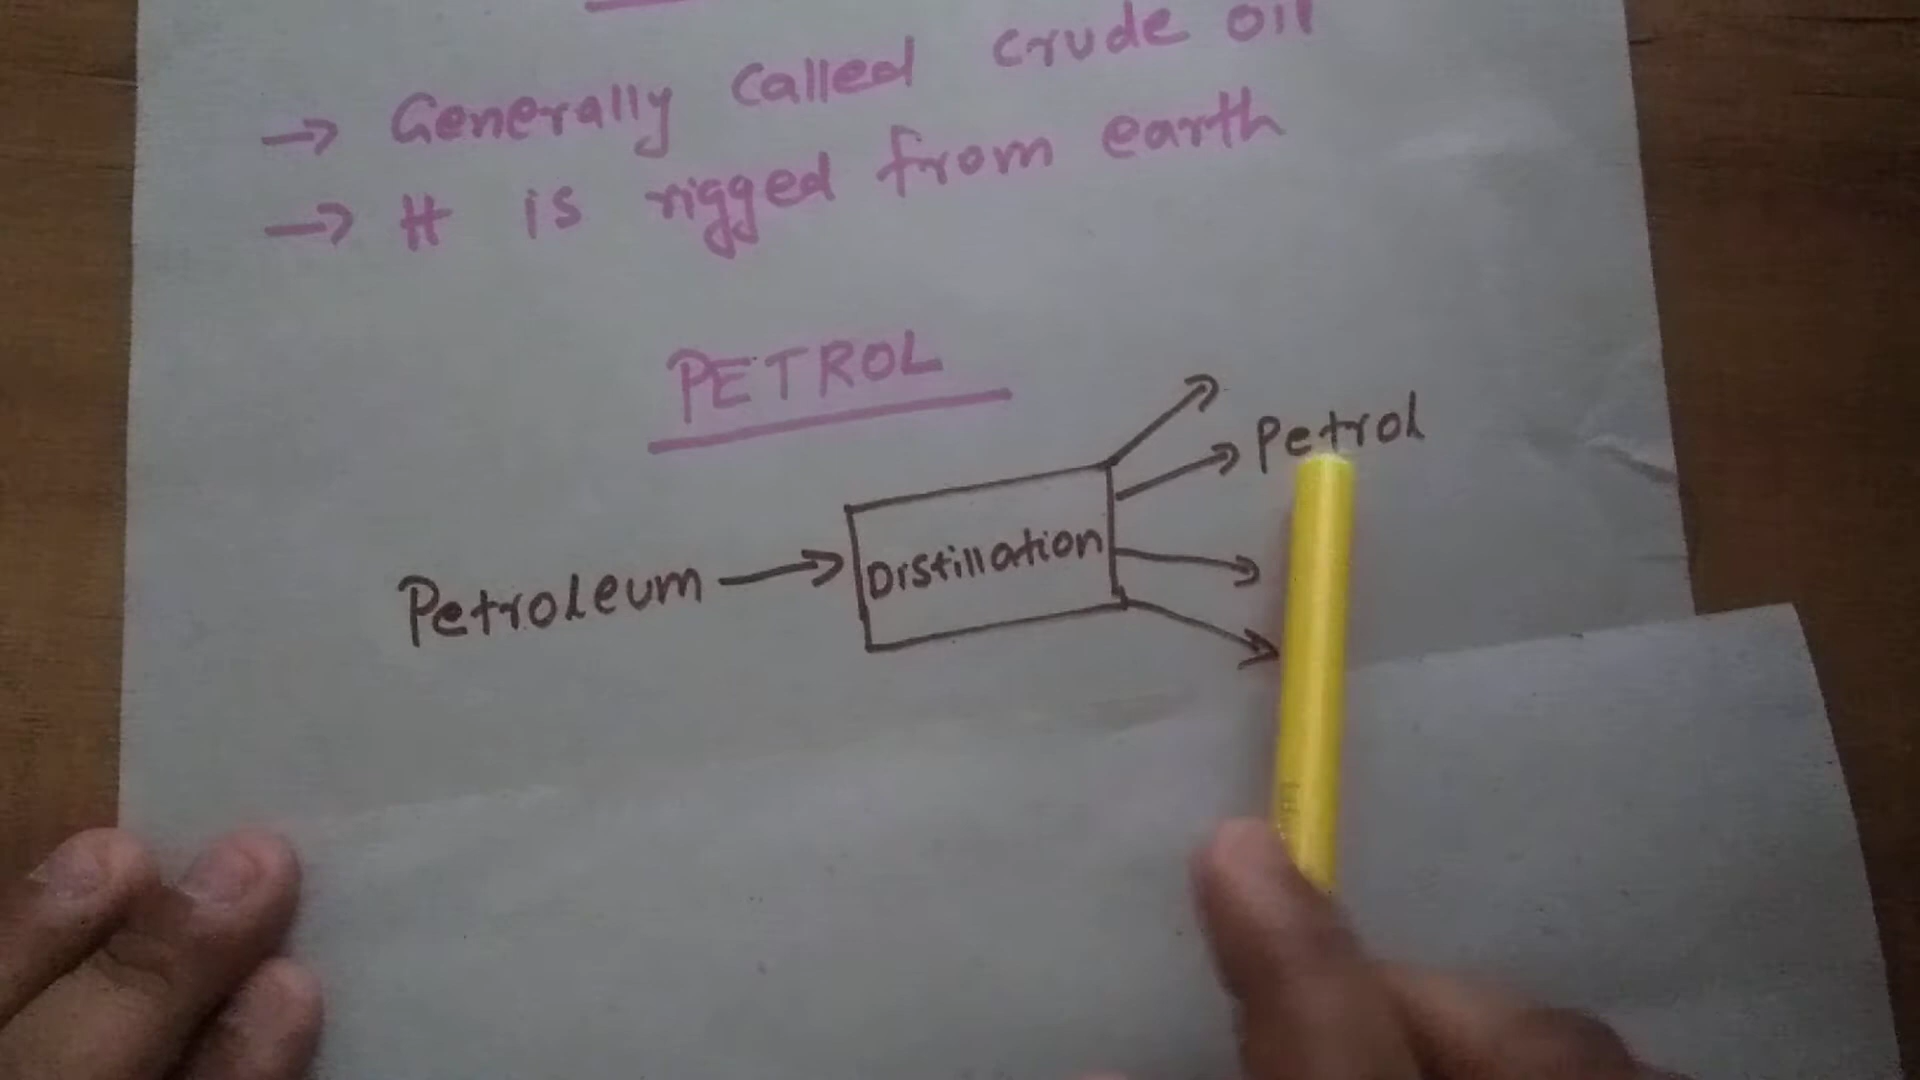 → Generally called crude oil
→ It is rigged from earth
PETROL
Petrol
Petroleum → Distillation